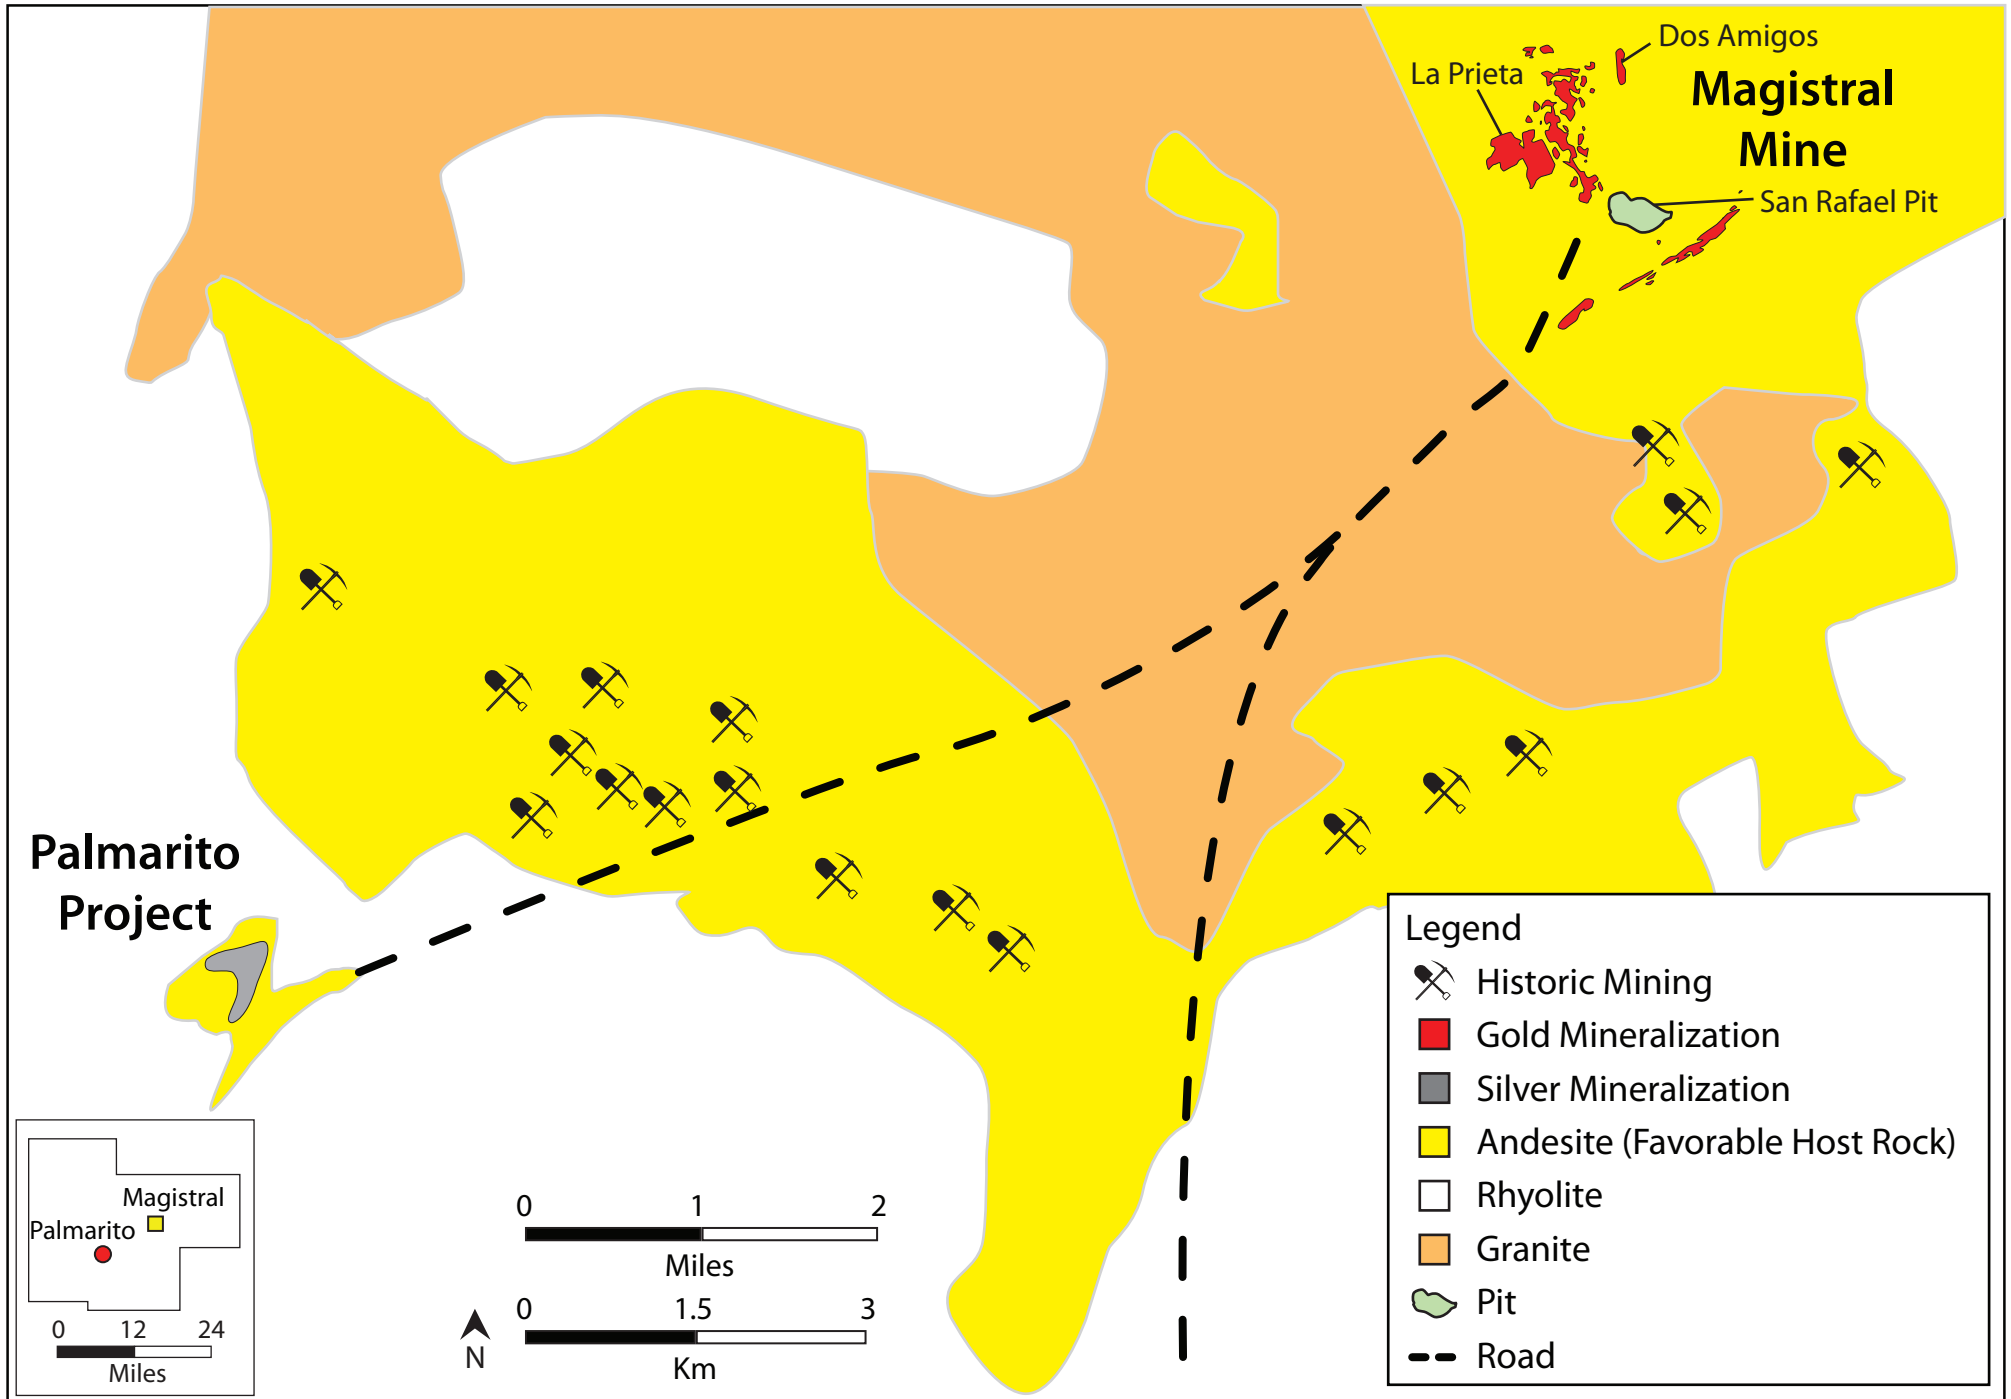 Dos Amigos
La Prieta
Magistral
Mine
San Rafael Pit
Palmarito
Project
Legend
Historic Mining
Gold Mineralization
Silver Mineralization
Andesite (Favorable Host Rock)
Rhyolite
Granite
Pit
Road
Magistral
Palmarito
0 12 24
Miles
N
0 1 2
Miles
0 1.5 3
Km